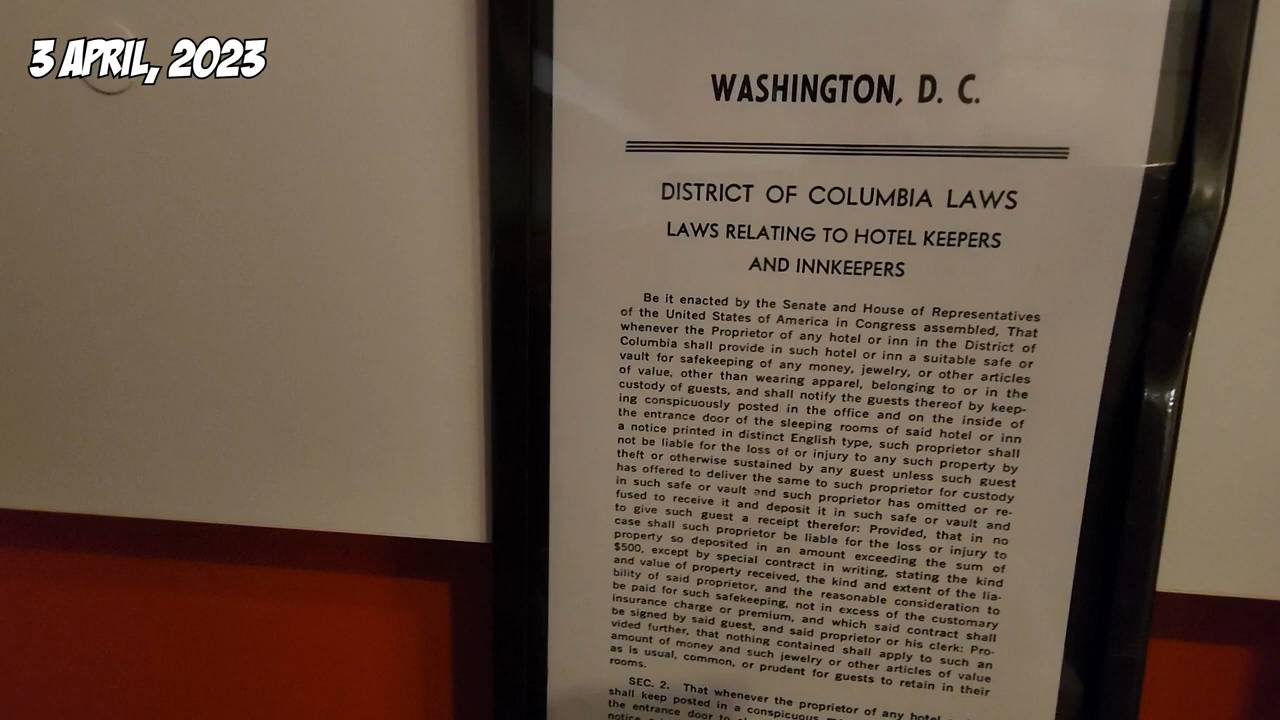 3 APRIL, 2023
WASHINGTON, D. C.
DISTRICT OF COLUMBIA LAWS
LAWS RELATING TO HOTEL KEEPERS
AND INNKEEPERS
Be it enacted by the Senate and House of Representatives
of the United States of America in Congress assembled, That
whenever the Proprietor of any hotel or inn in the District of
Columbia shall provide in such hotel or inn a suitable safe or
vault for safekeeping of any money, jewelry, or other articles
of value, other than wearing apparel, belonging to or in the
custody of guests, and shall notify the guests thereof by keep-
ing conspicuously posted in the office and on the inside of
the entrance door of the sleeping rooms of said hotel or inn
a notice printed in distinct English type, such proprietor shall
not be liable for the loss of or injury to any such property by
theft or otherwise sustained by any guest unless such guest
has offered to deliver the same to such proprietor for custody
in such safe or vault and such proprietor has omitted or re-
fused to receive it and deposit it in such safe or vault and
to give such guest a receipt therefor: Provided, that in no
case shall such proprietor be liable for the loss or injury to
property so deposited in an amount exceeding the sum of
$500, except by special contract in writing, stating the kind
and value of property received, the kind and extent of the lia-
bility of said proprietor, and the reasonable consideration to
be paid for such safekeeping, not in excess of the customary
insurance charge or premium, and which said contract shall
be signed by said guest, and said proprietor or his clerk: Pro-
vided further, that nothing contained shall apply to such an
amount of money and such jewelry or other articles of value
as is usual, common, or prudent for guests to retain in their
rooms.
SEC. 2. That whenever the proprietor of any hotel
shall keep posted in a conspicuous
the entrance door to
notice